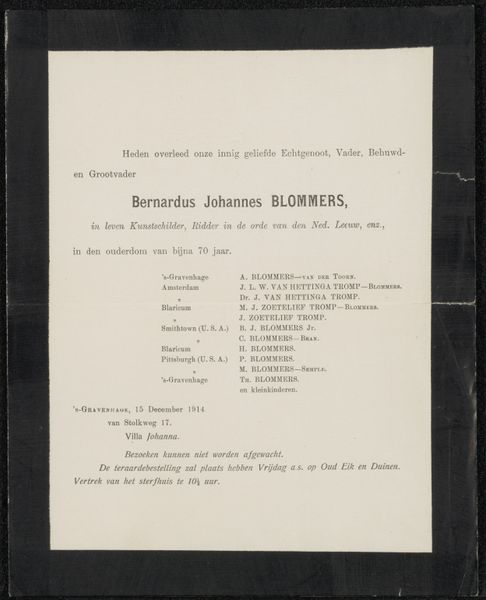 Heden overleed onze innig geliefde Echtgenoot, Vader, Behuwd-
en Grootvader
Bernardus Johannes BLOMMERS,
in leven Kunstschilder, Ridder in de orde van den Ned. Leeuw, enz.,
in den ouderdom van bijna 70 jaar.
's-Gravenhage A. BLOMMERS—VAN DER TOORN.
Amsterdam J. L. W. VAN HETTINGA TROMP—BLOMMERS.
„ Dr. J. VAN HETTINGA TROMP.
Blaricum M. J. ZOETELIEF TROMP—BLOMMERS.
„ J. ZOETELIEF TROMP.
Smithtown (U. S. A.) B. J. BLOMMERS Jr.
„ C. BLOMMERS—BEAN.
Blaricum H. BLOMMERS.
Pittsburgh (U. S. A.) P. BLOMMERS.
„ M. BLOMMERS—SEMPLE.
's-Gravenhage TH. BLOMMERS.
en kleinkinderen.
's-GRAVENHAGE, 15 December 1914
van Stolkweg 17.
Villa Johanna.
Bezoeken kunnen niet worden afgewacht.
De teraardebestelling zal plaats hebben Vrijdag a.s. op Oud Eik en Duinen.
Vertrek van het sterfhuis te 10½ uur.